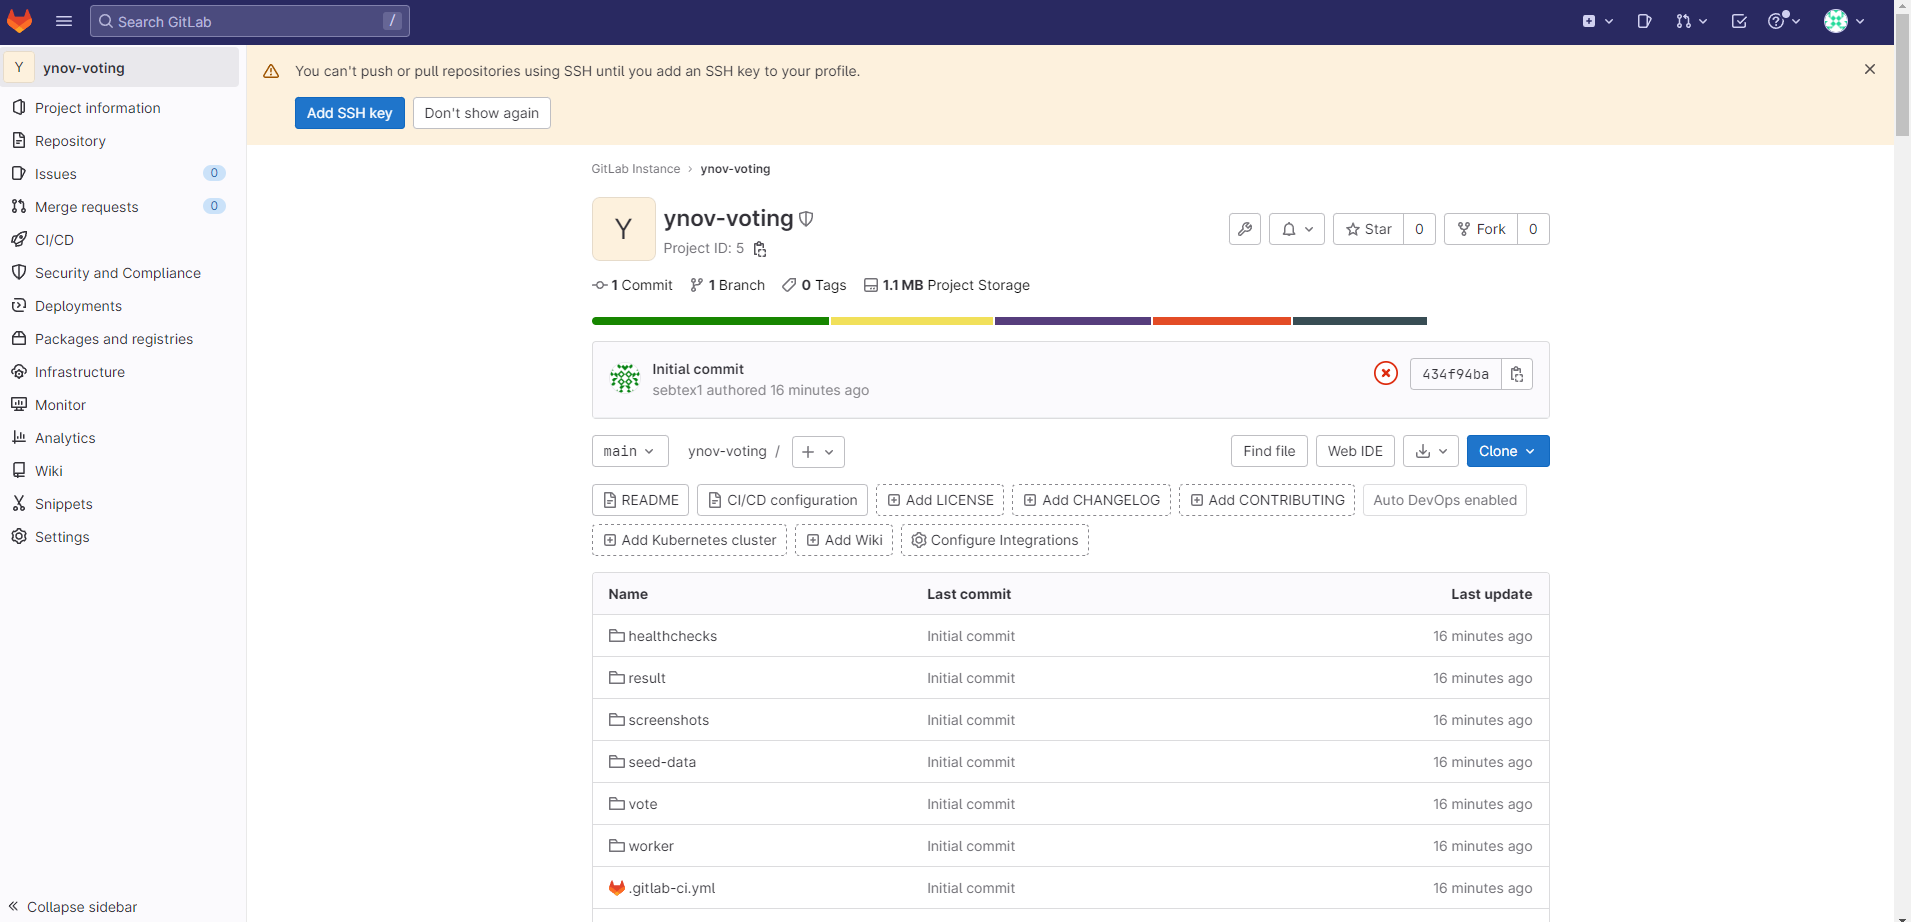 Search GitLab /
Y ynov-voting
Project information
Repository
Issues 0
Merge requests 0
CI/CD
Security and Compliance
Deployments
Packages and registries
Infrastructure
Monitor
Analytics
Wiki
Snippets
Settings
Collapse sidebar
You can't push or pull repositories using SSH until you add an SSH key to your profile.
Add SSH key Don't show again
GitLab Instance › ynov-voting
Y
ynov-voting
Project ID: 5
Star 0 Fork 0
1 Commit 1 Branch 0 Tags 1.1 MB Project Storage
Initial commit
sebtex1 authored 16 minutes ago
434f94ba
main ynov-voting / +
Find file Web IDE Clone
README CI/CD configuration Add LICENSE Add CHANGELOG Add CONTRIBUTING Auto DevOps enabled
Add Kubernetes cluster Add Wiki Configure Integrations
Name Last commit Last update
healthchecks Initial commit 16 minutes ago
result Initial commit 16 minutes ago
screenshots Initial commit 16 minutes ago
seed-data Initial commit 16 minutes ago
vote Initial commit 16 minutes ago
worker Initial commit 16 minutes ago
.gitlab-ci.yml Initial commit 16 minutes ago